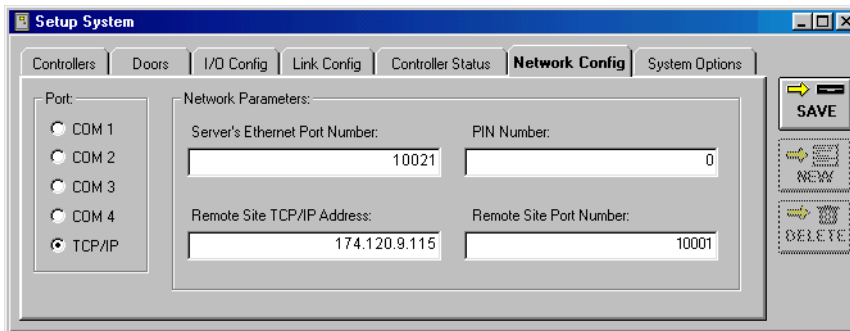 Setup System
Controllers Doors I/O Config Link Config Controller Status Network Config System Options
Port:
COM 1
COM 2
COM 3
COM 4
TCP/IP
Network Parameters:
Server's Ethernet Port Number: PIN Number:
10021 0
Remote Site TCP/IP Address: Remote Site Port Number:
174.120.9.115 10001
SAVE
NEW
DELETE